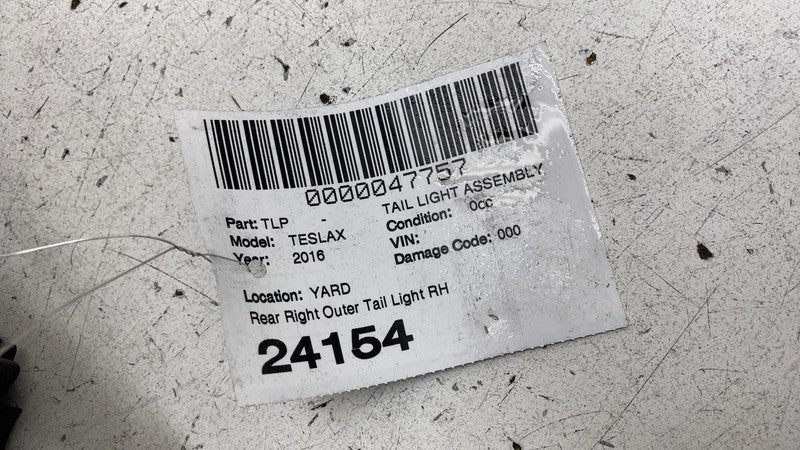 0000047757
Part: TLP - TAIL LIGHT ASSEMBLY
Model: TESLAX Condition: 0cc
Year: 2016 VIN:
Damage Code: 000
Location: YARD
Rear Right Outer Tail Light RH
24154